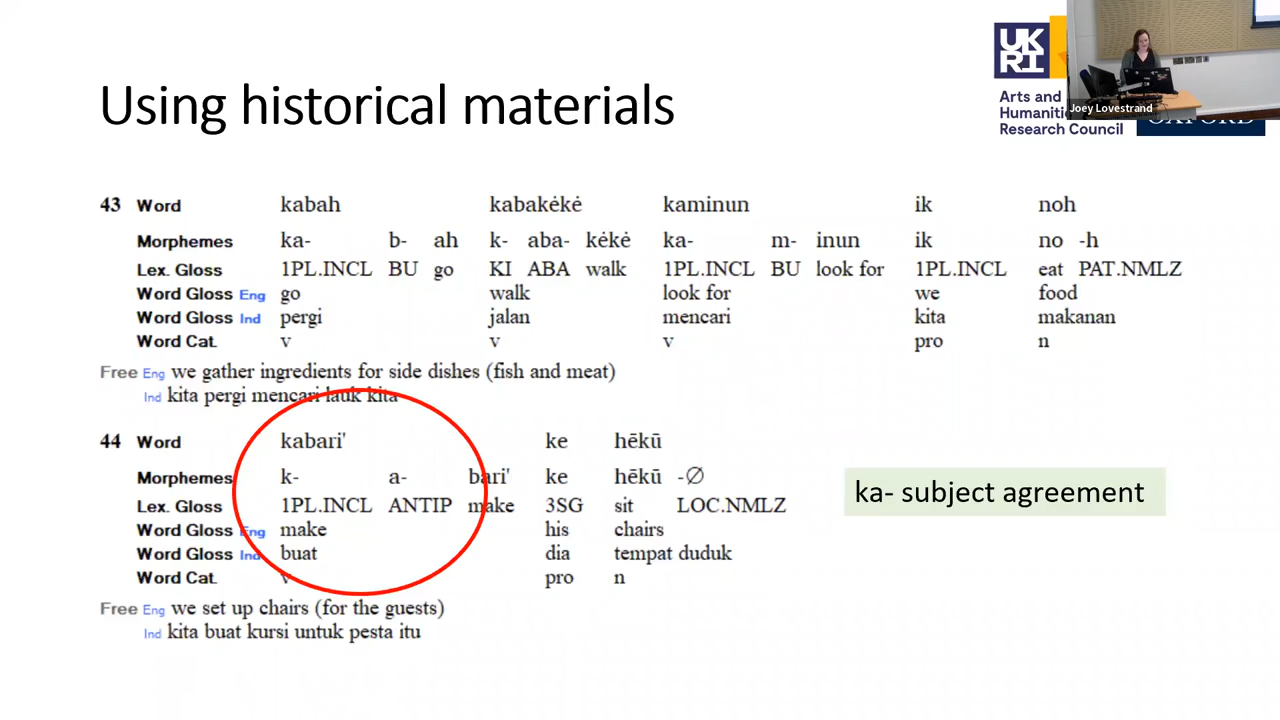 Using historical materials
UK
RI
Arts and
Humaniti
Research Council
Joey Lovestrand
OXFORD
43 Word kabah kabakėkė kaminun ik noh
Morphemes ka- b- ah k- aba- kėkė ka- m- inun ik no -h
Lex. Gloss 1PL.INCL BU go KI ABA walk 1PL.INCL BU look for 1PL.INCL eat PAT.NMLZ
Word Gloss Eng go walk look for we food
Word Gloss Ind pergi jalan mencari kita makanan
Word Cat. v v v pro n
Free Eng we gather ingredients for side dishes (fish and meat)
Ind kita pergi mencari lauk kita
44 Word kabari' ke hēkū
Morphemes k- a- bari' ke hēkū -∅
Lex. Gloss 1PL.INCL ANTIP make 3SG sit LOC.NMLZ
Word Gloss Eng make his chairs
Word Gloss Ind buat dia tempat duduk
Word Cat. v pro n
Free Eng we set up chairs (for the guests)
Ind kita buat kursi untuk pesta itu
ka- subject agreement